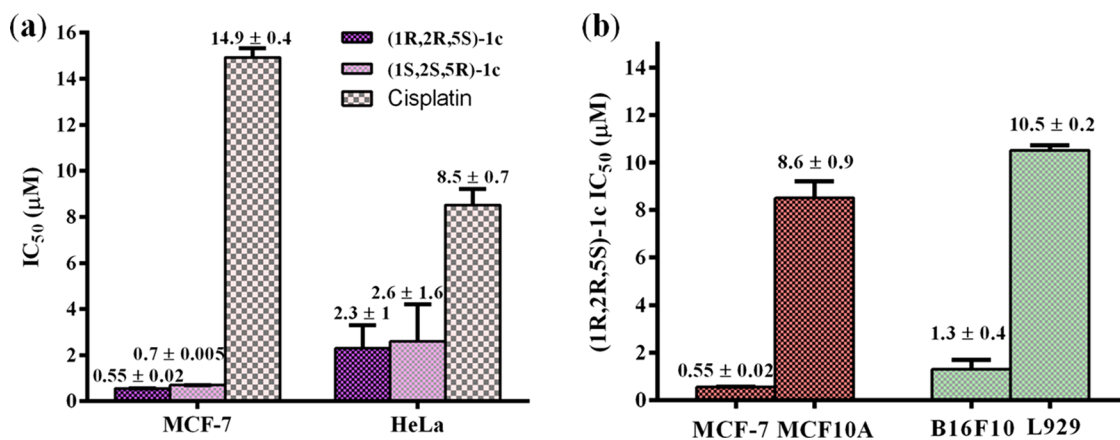 (a)
IC50 (μM)
16
14
12
10
8
6
4
2
0
14.9 ± 0.4
(1R,2R,5S)-1c
(1S,2S,5R)-1c
Cisplatin
8.5 ± 0.7
2.6 ± 1.6
2.3 ± 1
0.7 ± 0.005
0.55 ± 0.02
MCF-7
HeLa
(b)
(1R,2R,5S)-1c IC50 (μM)
14
12
10
8
6
4
2
0
10.5 ± 0.2
8.6 ± 0.9
1.3 ± 0.4
0.55 ± 0.02
MCF-7 MCF10A
B16F10 L929